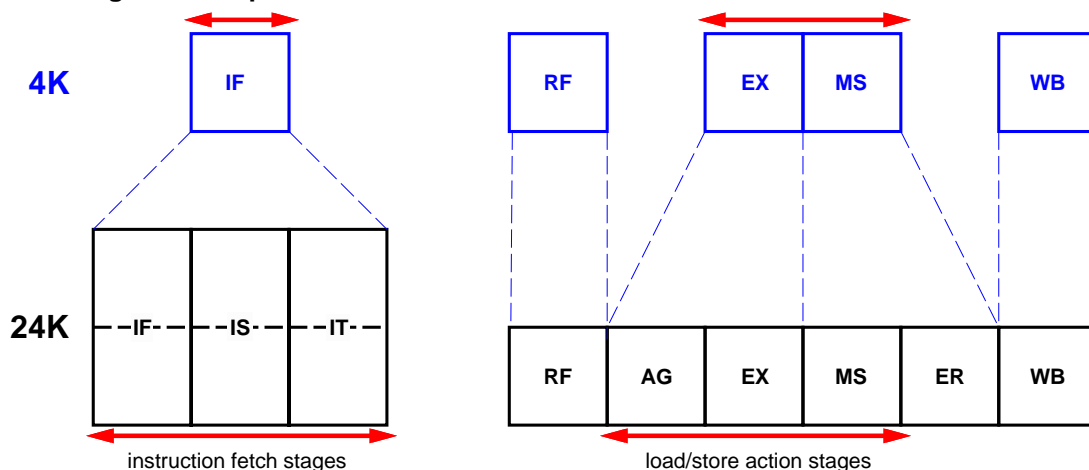 4K IF RF EX MS WB
24K IF IS IT RF AG EX MS ER WB
instruction fetch stages load/store action stages